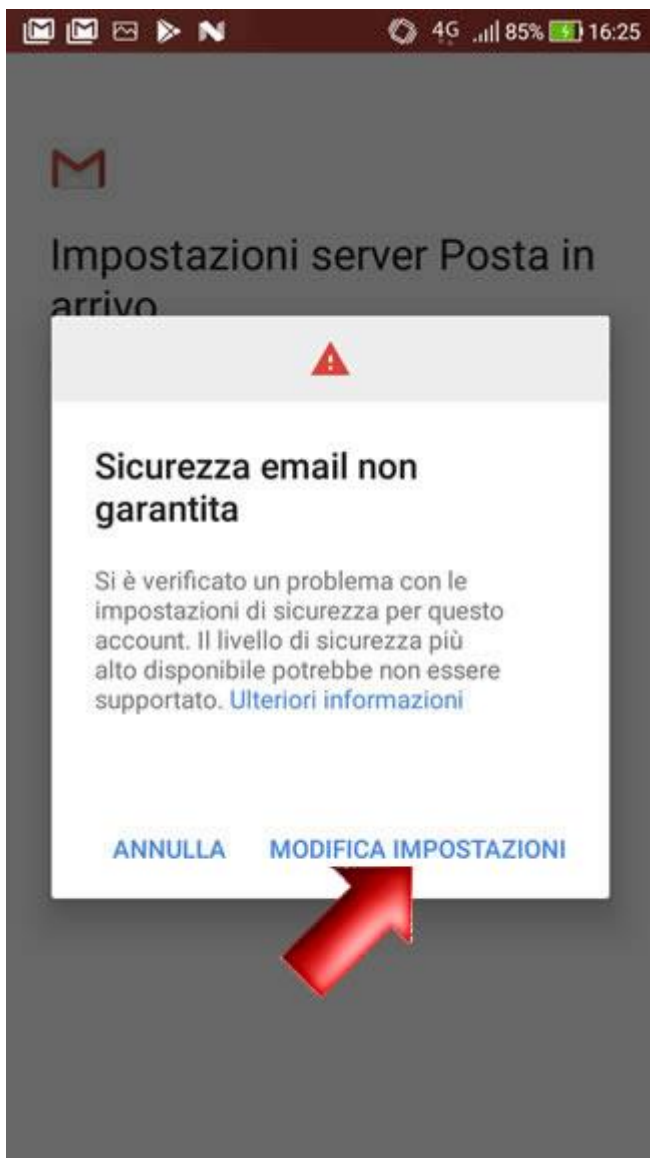 4G 85% 16:25
Impostazioni server Posta in
arrivo
Sicurezza email non
garantita
Si è verificato un problema con le
impostazioni di sicurezza per questo
account. Il livello di sicurezza più
alto disponibile potrebbe non essere
supportato. Ulteriori informazioni
ANNULLA MODIFICA IMPOSTAZIONI